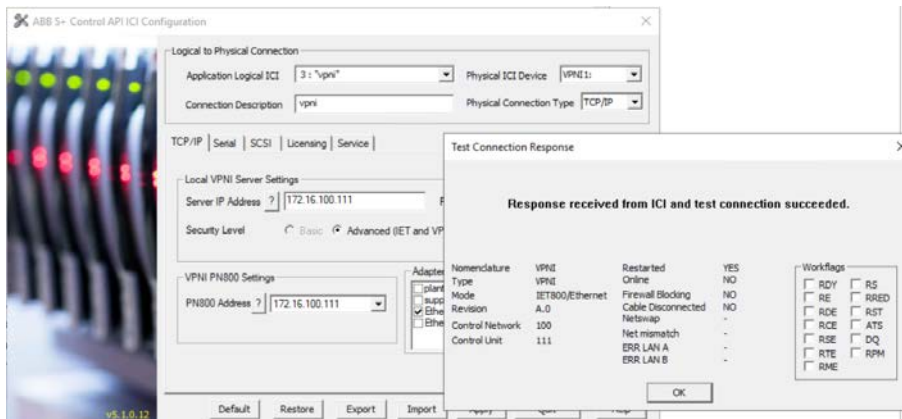 ABB S+ Control API ICI Configuration
Logical to Physical Connection
Application Logical ICI 3 : "vpni" Physical ICI Device VPNI1:
Connection Description vpni Physical Connection Type TCP/IP
TCP/IP Serial SCSI Licensing Service
Local VPNI Server Settings
Server IP Address ? 172.16.100.111
Security Level Basic Advanced (IET and VP
VPNI PN800 Settings
PN800 Address ? 172.16.100.111
Adapte
plant
supp
Ethe
Ethe
Default Restore Export Import
v5.1.0.12
Test Connection Response
Response received from ICI and test connection succeeded.
Nomenclature VPNI
Type VPNI
Mode IET800/Ethernet
Revision A.0
Control Network 100
Control Unit 111
Restarted YES
Online NO
Firewall Blocking NO
Cable Disconnected NO
Netswap -
Net mismatch -
ERR LAN A -
ERR LAN B -
Workflags
RDY RS
RE RRED
RDE RST
RCE ATS
RSE DQ
RTE RPM
RME
OK